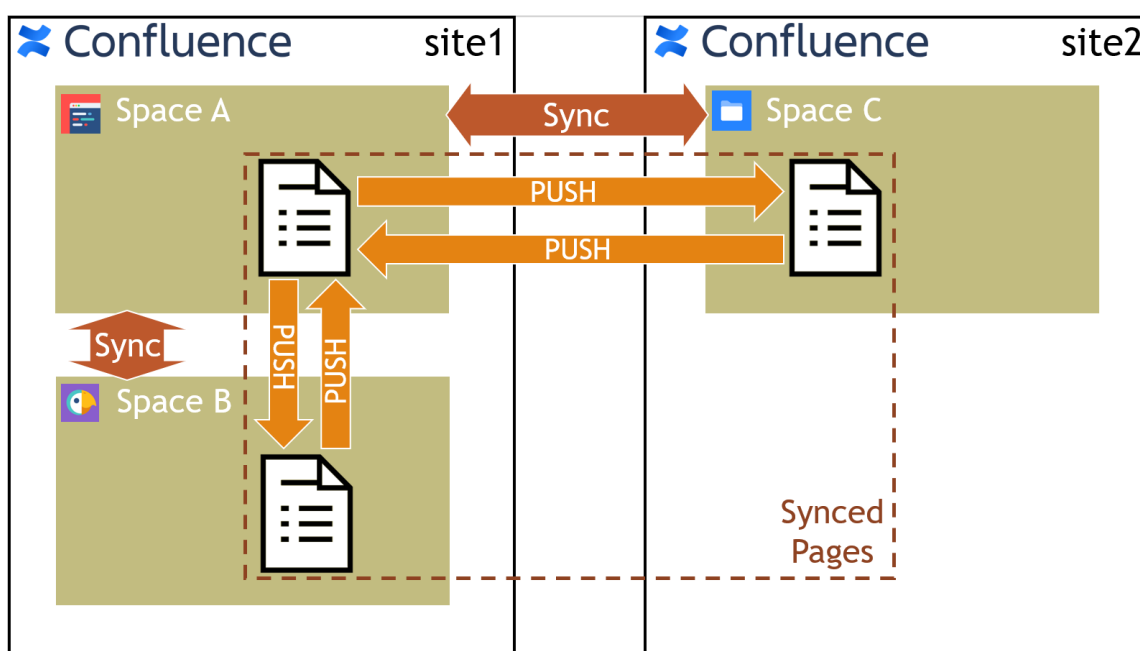 Confluence site1
Confluence site2
Space A
Sync
Space C
PUSH
PUSH
Sync
PUSH
PUSH
Space B
Synced
Pages